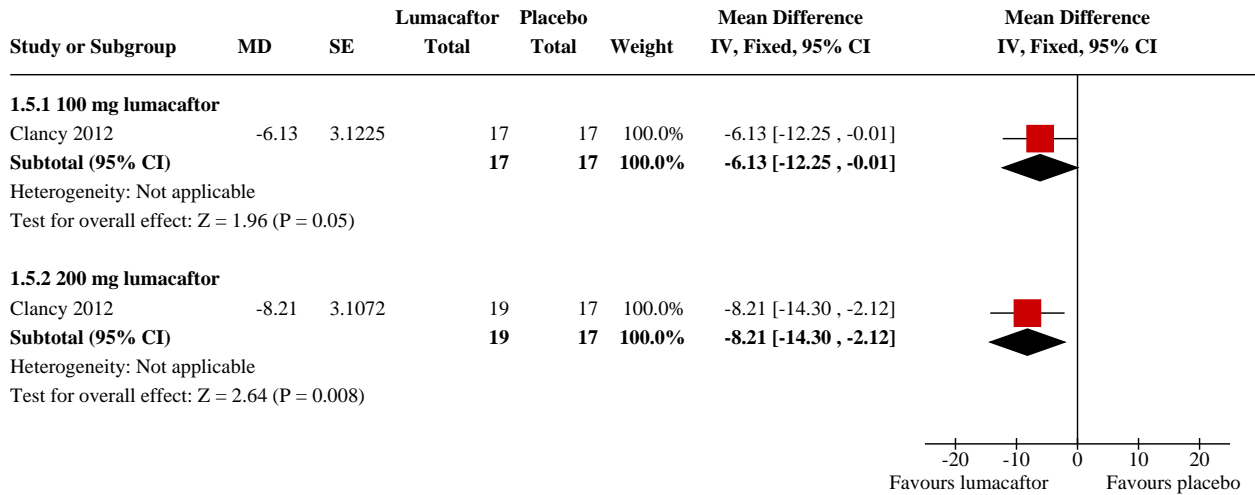 Lumacaftor Placebo Mean Difference Mean Difference
Study or Subgroup MD SE Total Total Weight IV, Fixed, 95% CI IV, Fixed, 95% CI
1.5.1 100 mg lumacaftor
Clancy 2012 -6.13 3.1225 17 17 100.0% -6.13 [-12.25 , -0.01]
Subtotal (95% CI) 17 17 100.0% -6.13 [-12.25 , -0.01]
Heterogeneity: Not applicable
Test for overall effect: Z = 1.96 (P = 0.05)
1.5.2 200 mg lumacaftor
Clancy 2012 -8.21 3.1072 19 17 100.0% -8.21 [-14.30 , -2.12]
Subtotal (95% CI) 19 17 100.0% -8.21 [-14.30 , -2.12]
Heterogeneity: Not applicable
Test for overall effect: Z = 2.64 (P = 0.008)
-20 -10 0 10 20
Favours lumacaftor Favours placebo